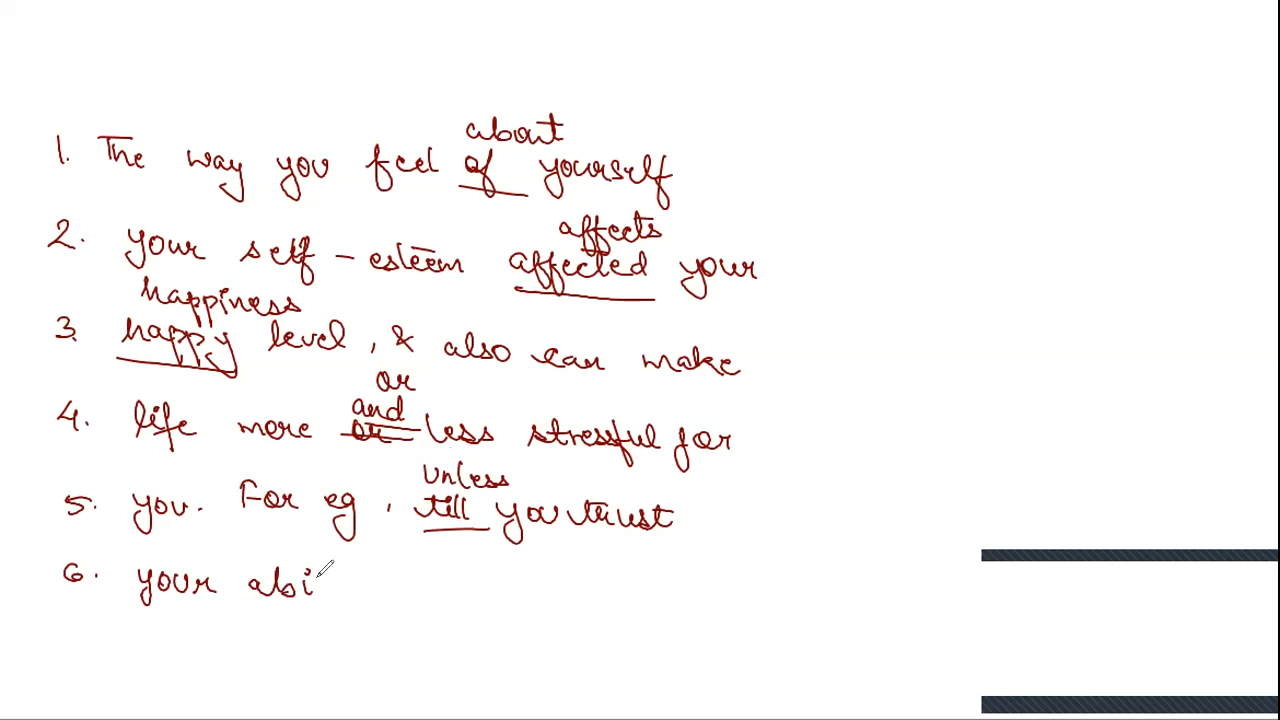 about
1. The way you feel of yourself
affects
2. your self - esteem affected your
happiness
3. happy level, & also can make
or
and
4. life more or less stressful for
unless
5. you. For eg, till you trust
6. your abi